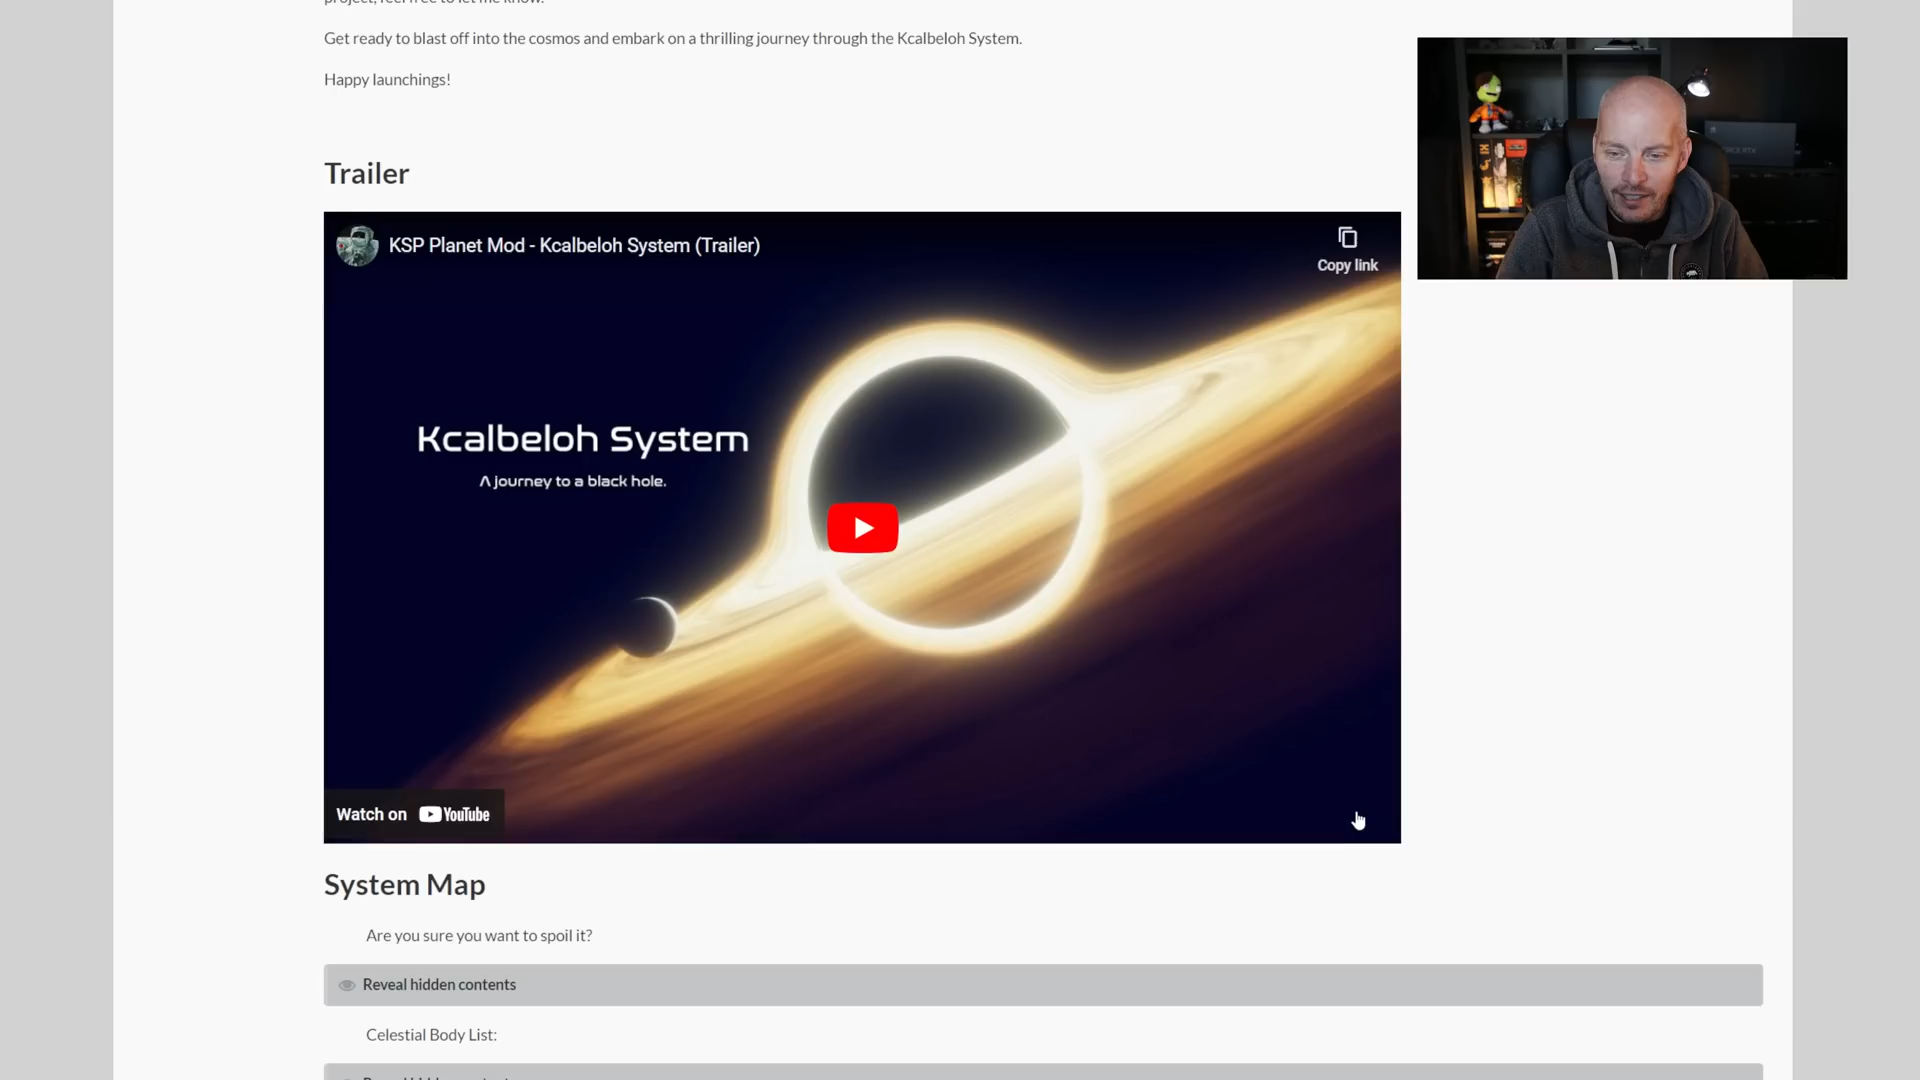 Get ready to blast off into the cosmos and embark on a thrilling journey through the Kcalbeloh System.
Happy launchings!
Trailer
KSP Planet Mod - Kcalbeloh System (Trailer)
Copy link
Kcalbeloh System
A journey to a black hole.
Watch on YouTube
System Map
Are you sure you want to spoil it?
Reveal hidden contents
Celestial Body List: